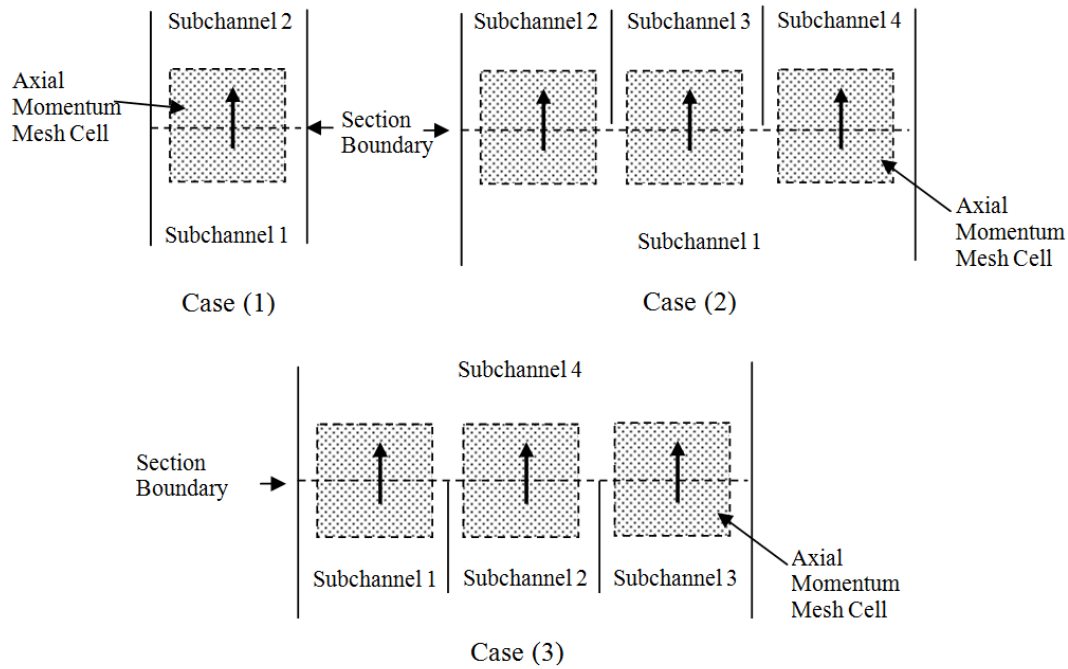 Subchannel 2
Axial
Momentum
Mesh Cell
Subchannel 1
Case (1)
Section
Boundary
Subchannel 2
Subchannel 3
Subchannel 4
Subchannel 1
Axial
Momentum
Mesh Cell
Case (2)
Subchannel 4
Section
Boundary
Subchannel 1
Subchannel 2
Subchannel 3
Axial
Momentum
Mesh Cell
Case (3)